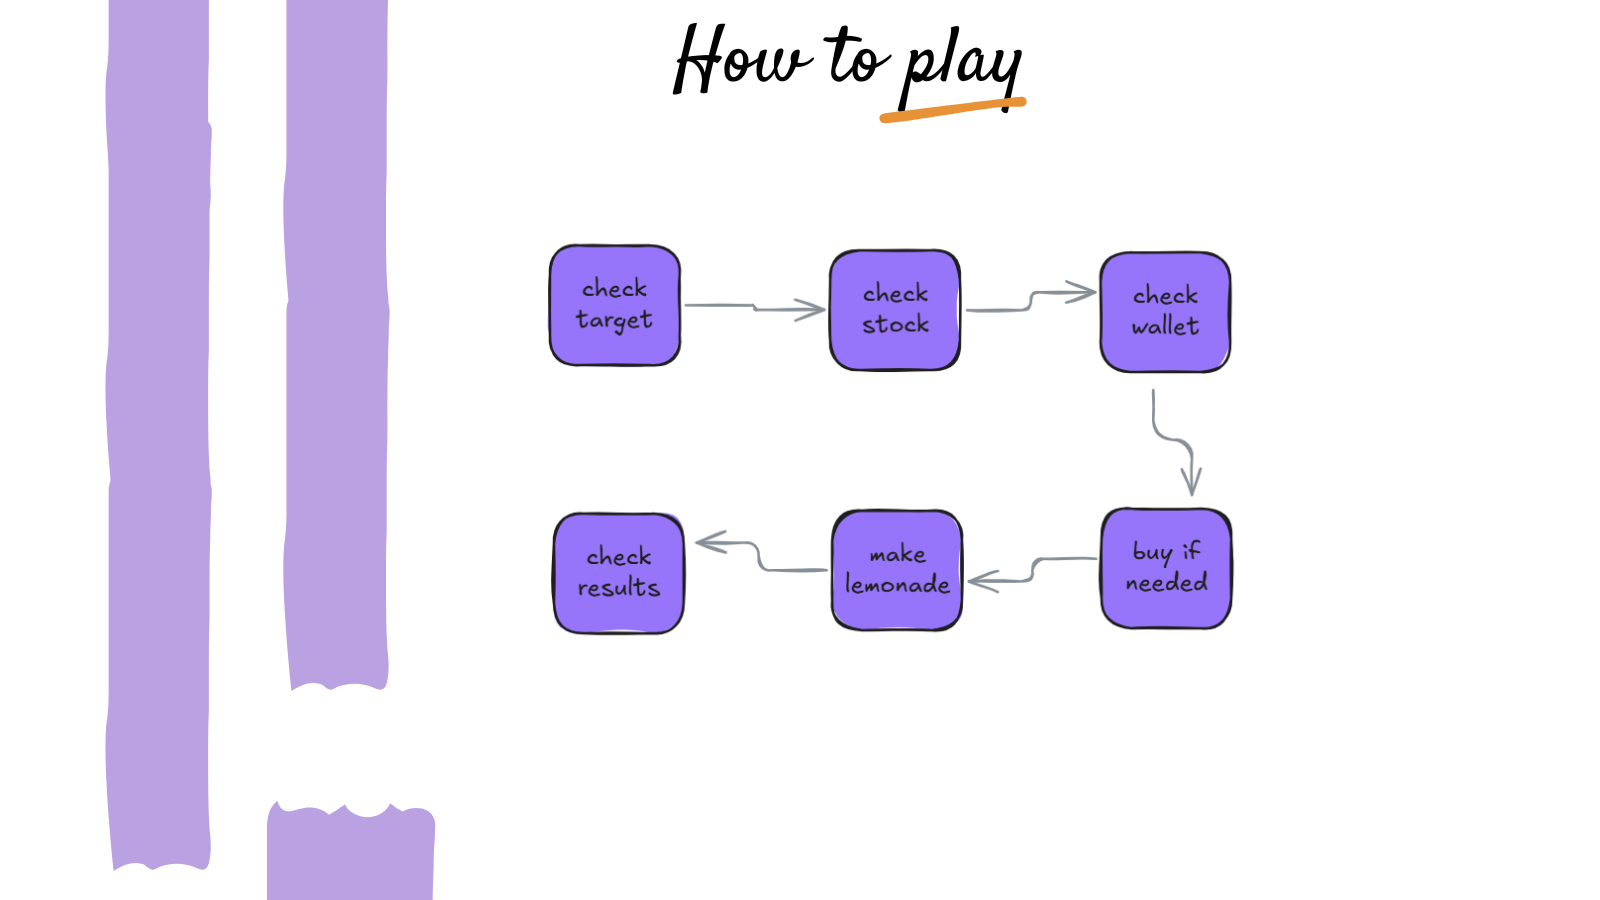 How to play
check
target
check
stock
check
wallet
buy if
needed
make
lemonade
check
results